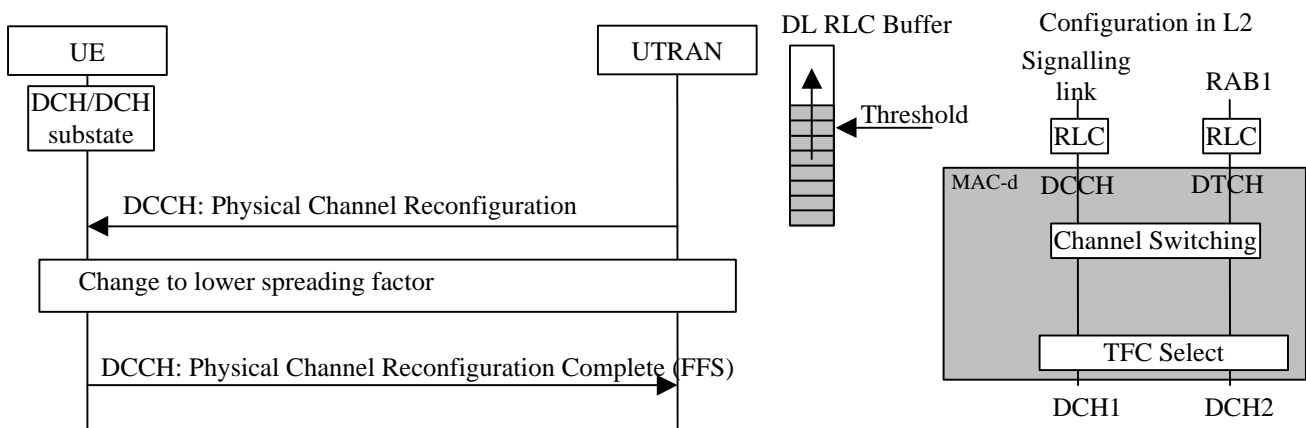 UE
UTRAN
DCH/DCH
substate
DCCH: Physical Channel Reconfiguration
Change to lower spreading factor
DCCH: Physical Channel Reconfiguration Complete (FFS)
DL RLC Buffer
Threshold
Configuration in L2
Signalling
link
RAB1
RLC
RLC
MAC-d
DCCH
DTCH
Channel Switching
TFC Select
DCH1
DCH2